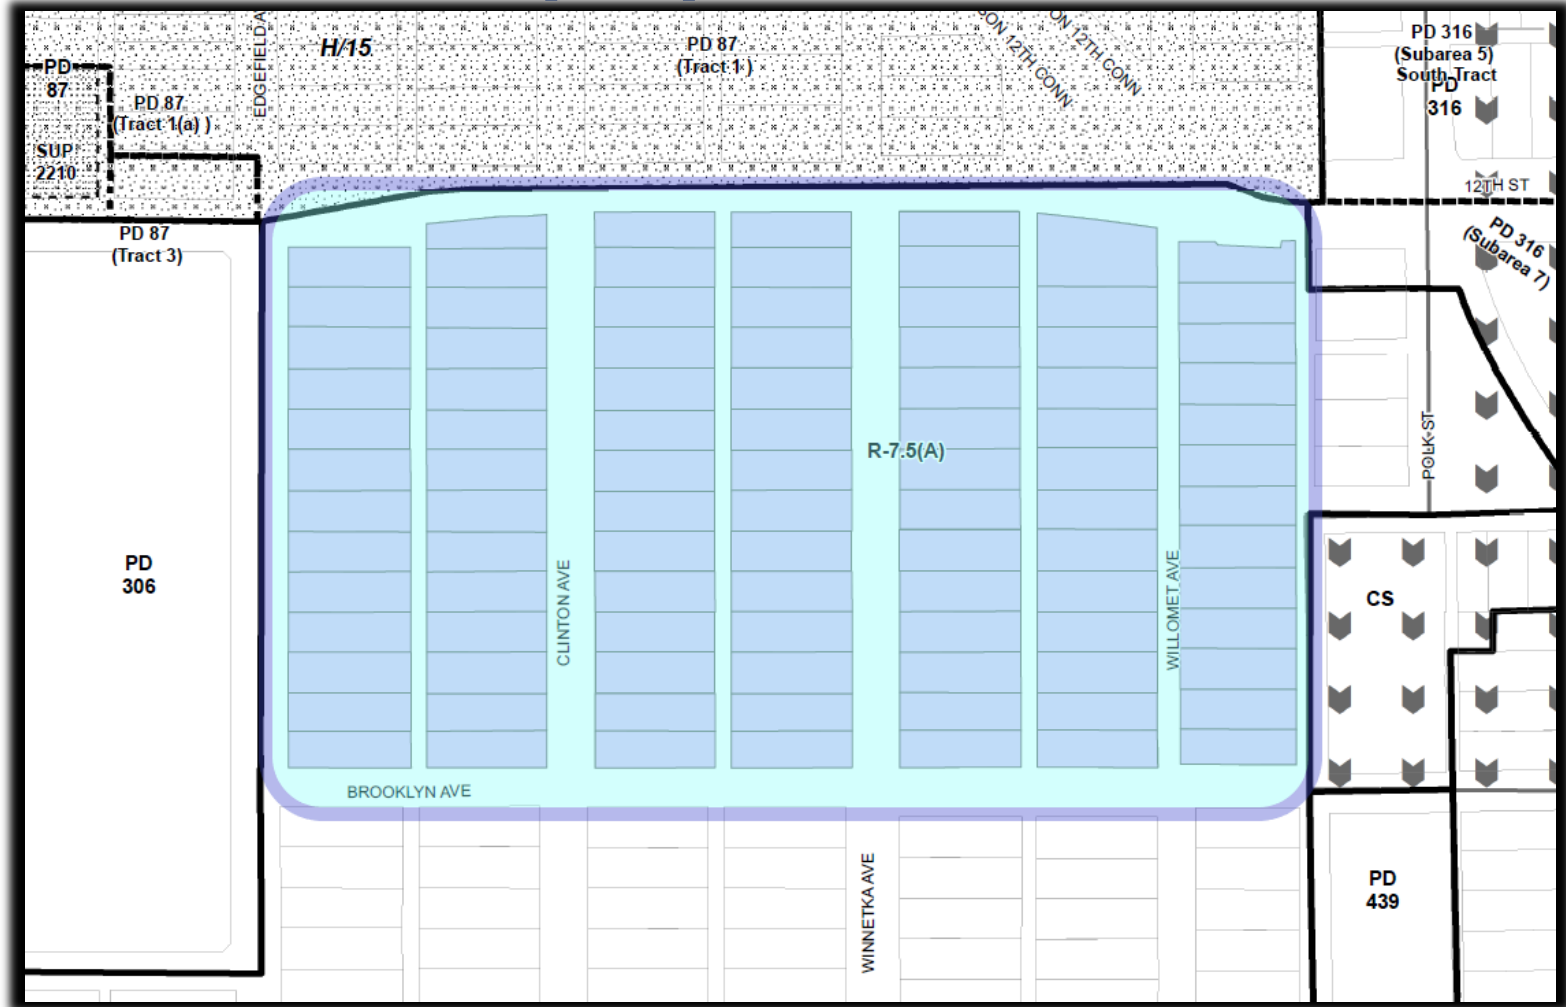 H/15
PD 87
(Tract 1 )
PD 316
(Subarea 5)
South Tract
PD
316
PD
87
PD 87
(Tract 1(a) )
EDGEFIELD A
SON 12TH CONN
ON 12TH CONN
SUP
2210
12TH ST
PD 87
(Tract 3)
PD 316
(Subarea 7)
R-7.5(A)
POLK ST
PD
306
CLINTON AVE
WILLOMET AVE
CS
BROOKLYN AVE
WINNETKA AVE
PD
439